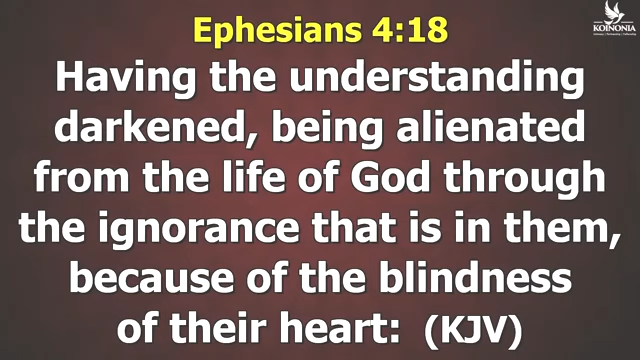 Ephesians 4:18
KOINONIA
Having the understanding
darkened, being alienated
from the life of God through
the ignorance that is in them,
because of the blindness
of their heart: (KJV)